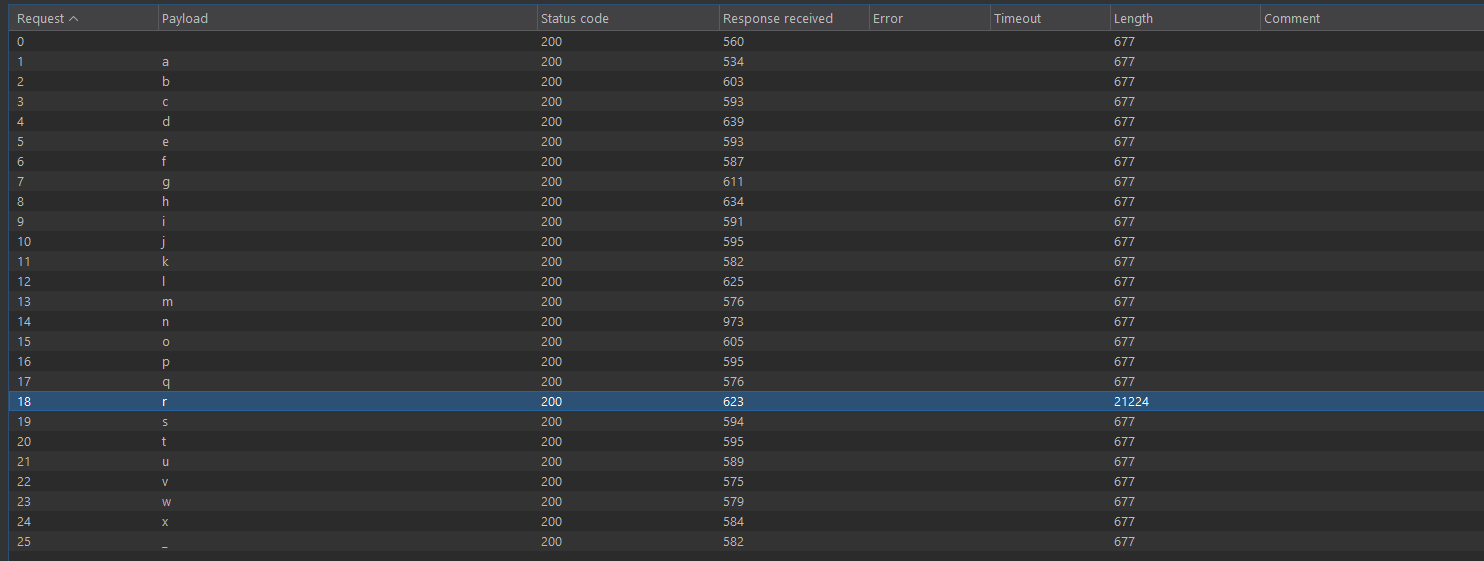 Request Payload Status code Response received Error Timeout Length Comment
0 200 560 677
1 a 200 534 677
2 b 200 603 677
3 c 200 593 677
4 d 200 639 677
5 e 200 593 677
6 f 200 587 677
7 g 200 611 677
8 h 200 634 677
9 i 200 591 677
10 j 200 595 677
11 k 200 582 677
12 l 200 625 677
13 m 200 576 677
14 n 200 973 677
15 o 200 605 677
16 p 200 595 677
17 q 200 576 677
18 r 200 623 21224
19 s 200 594 677
20 t 200 595 677
21 u 200 589 677
22 v 200 575 677
23 w 200 579 677
24 x 200 584 677
25 _ 200 582 677